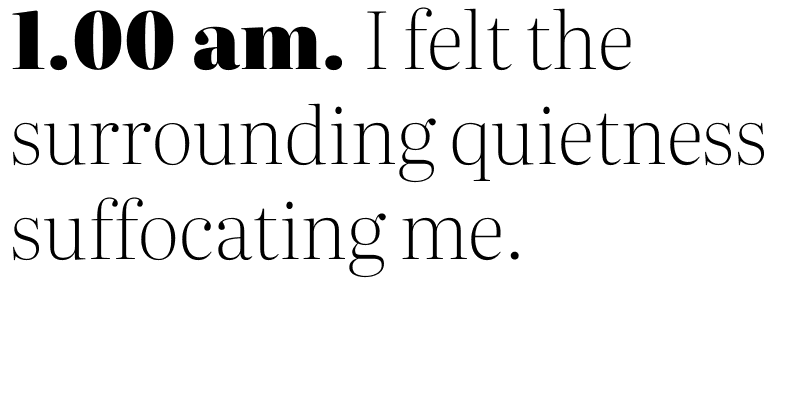 1.00 am. I felt the
surrounding quietness
suffocating me.